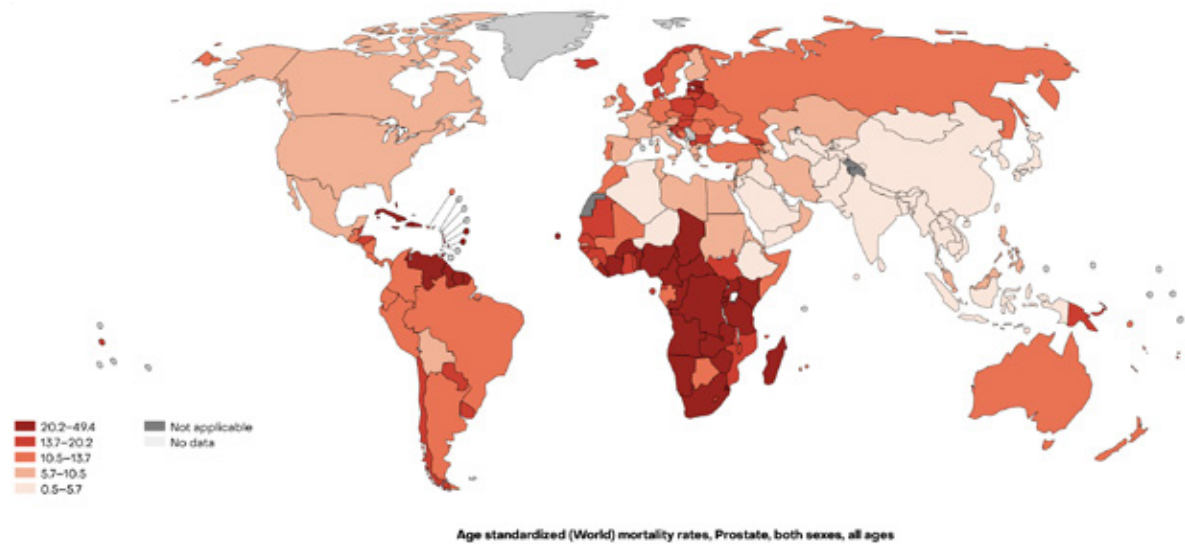 20.2–49.4
13.7–20.2
10.5–13.7
5.7–10.5
0.5–5.7
Not applicable
No data
Age standardized (World) mortality rates, Prostate, both sexes, all ages